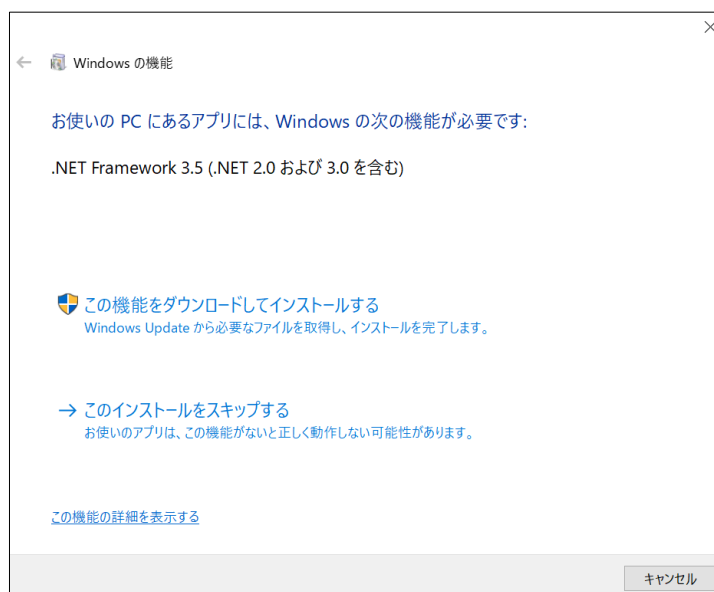 Windows の機能
お使いの PC にあるアプリには、Windows の次の機能が必要です:
.NET Framework 3.5 (.NET 2.0 および 3.0 を含む)
この機能をダウンロードしてインストールする
Windows Update から必要なファイルを取得し、インストールを完了します。
このインストールをスキップする
お使いのアプリは、この機能がないと正しく動作しない可能性があります。
この機能の詳細を表示する
キャンセル